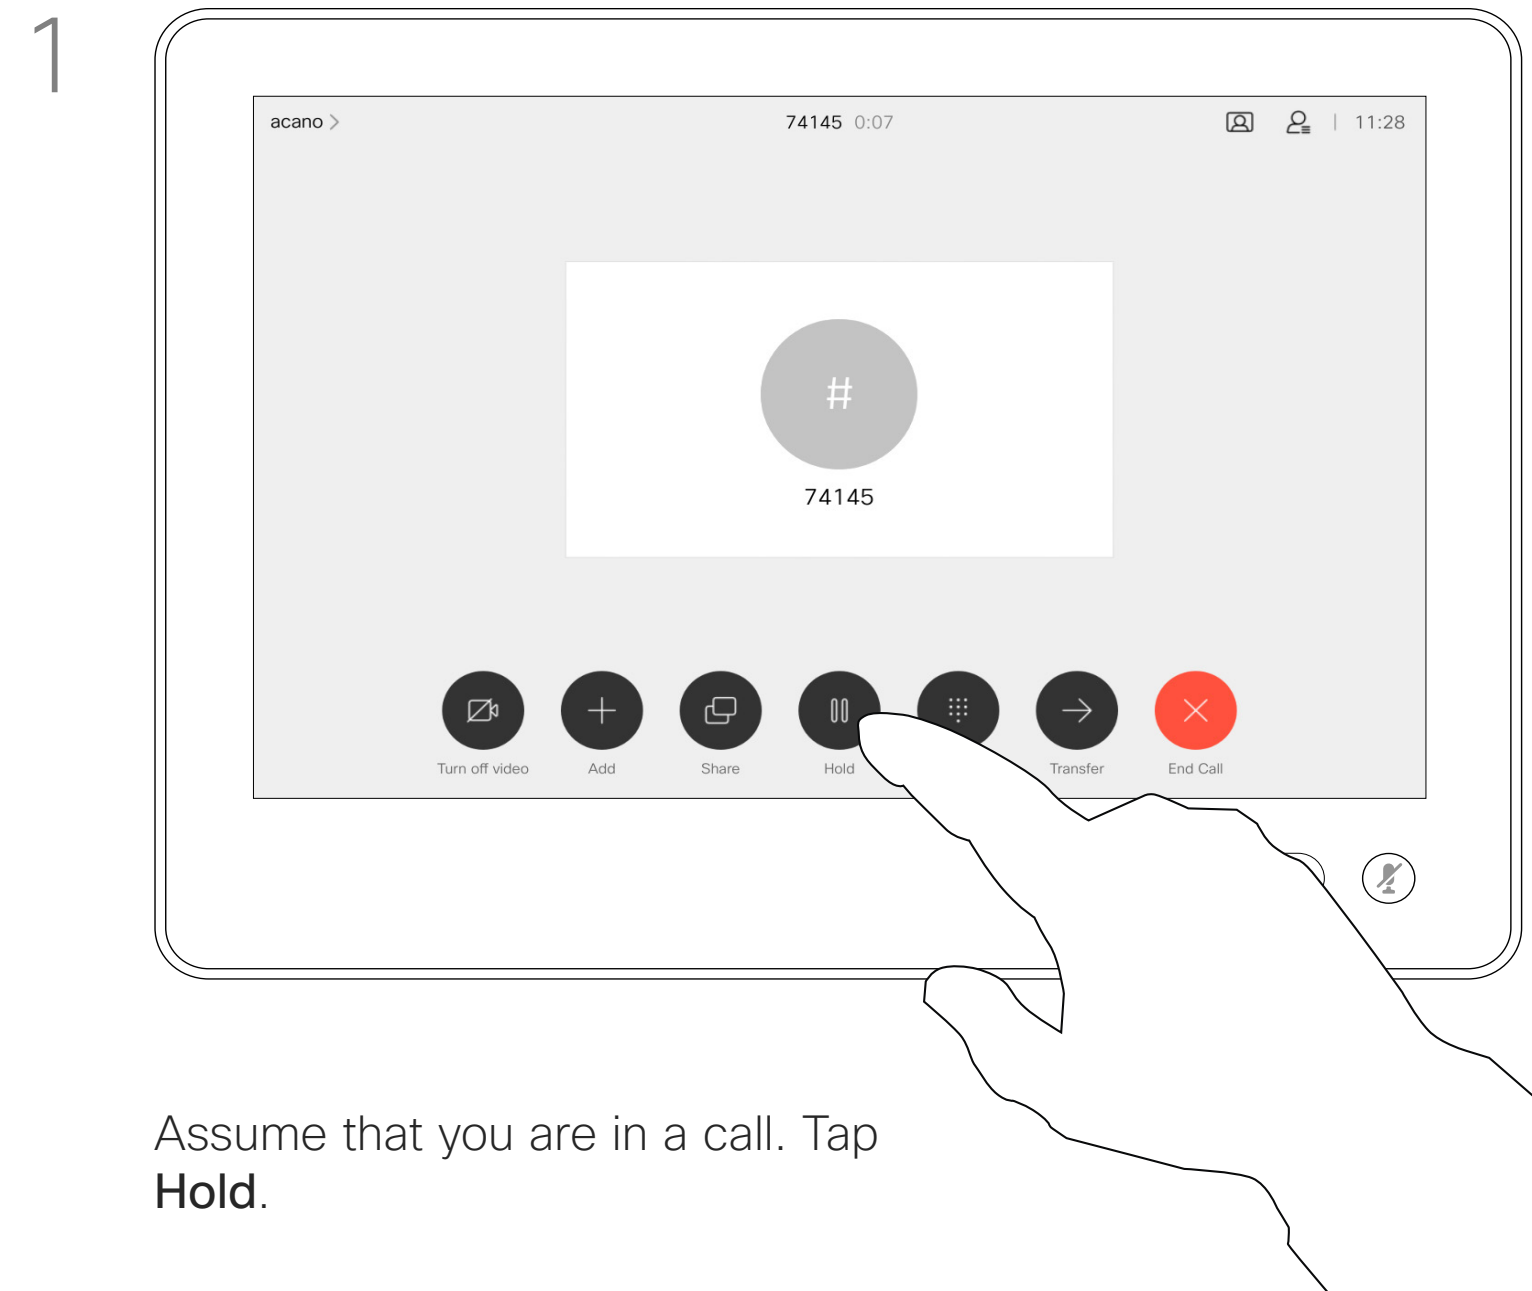 1
acano
74145 0:07
11:28
#
74145
Turn off video
Add
Share
Hold
Transfer
End Call
Assume that you are in a call. Tap
Hold.